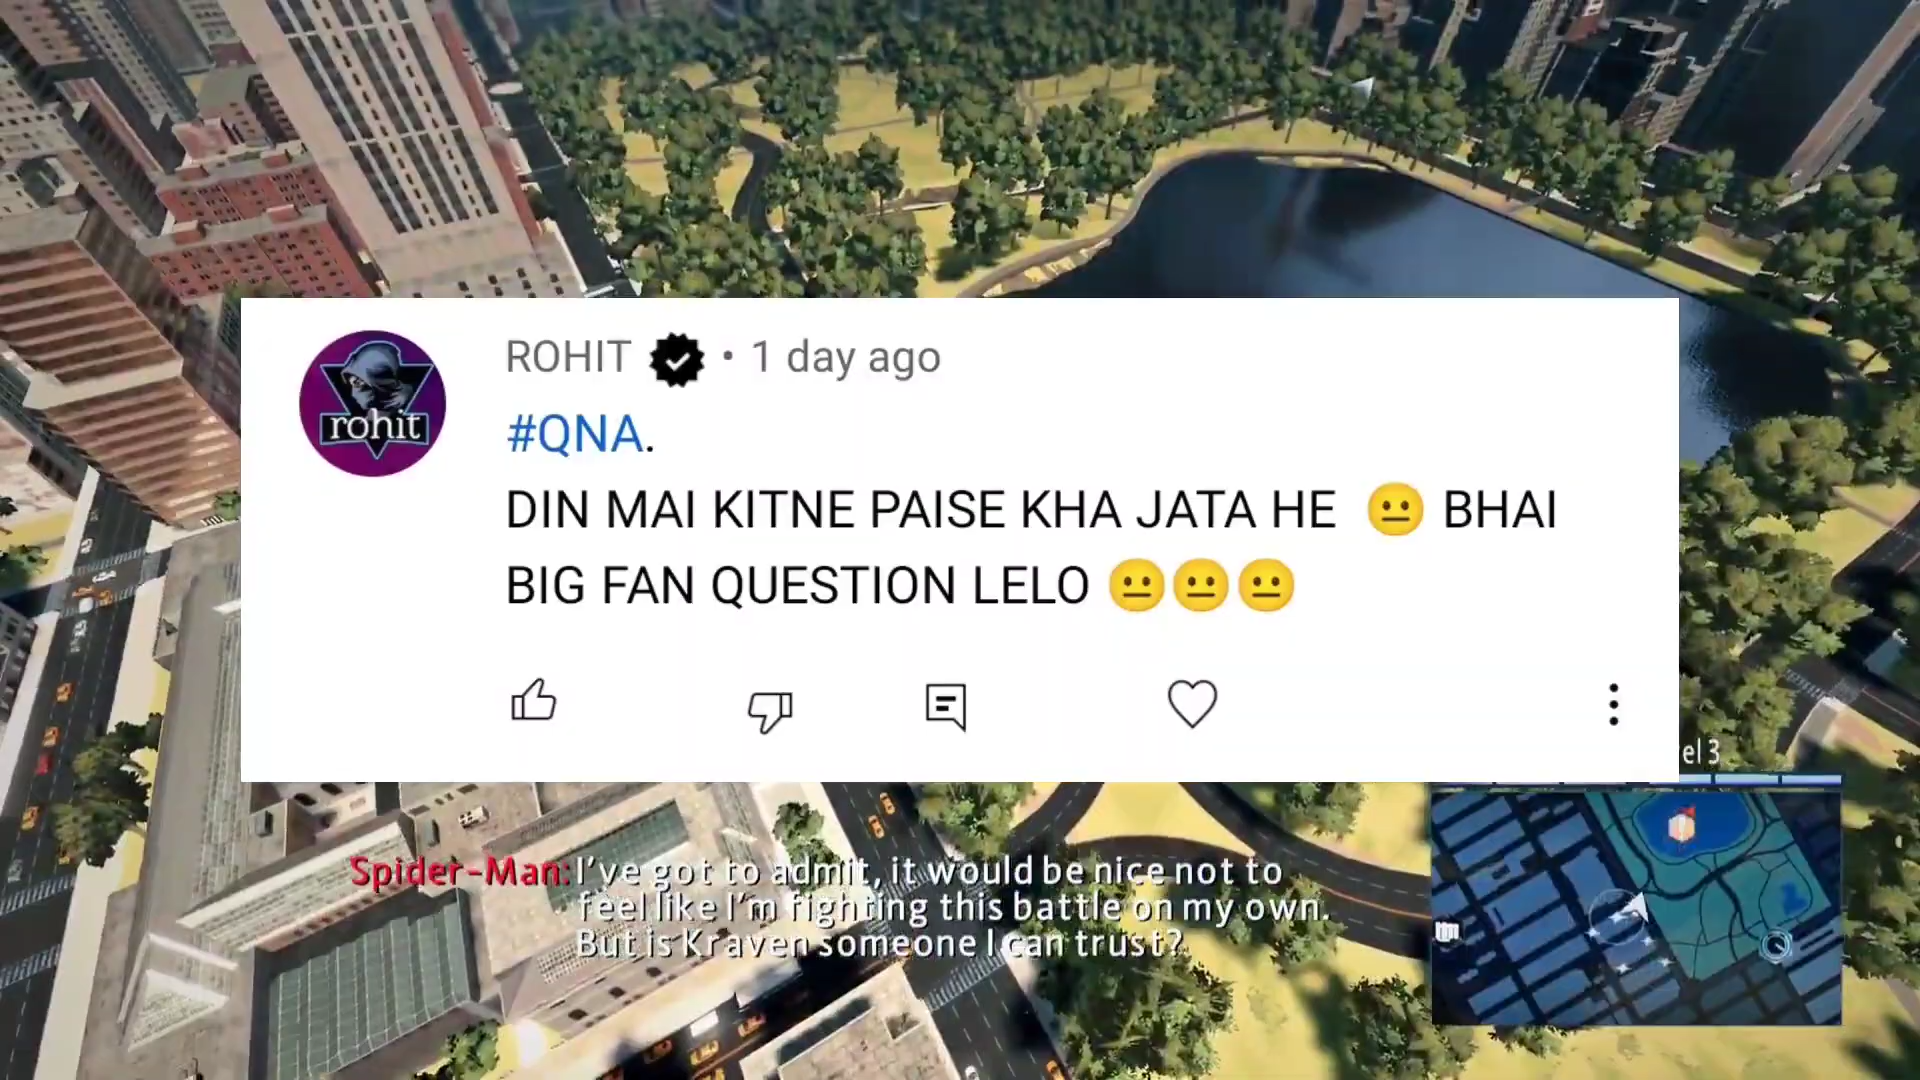 ROHIT • 1 day ago
rohit
#QNA.
DIN MAI KITNE PAISE KHA JATA HE 😐 BHAI
BIG FAN QUESTION LELO 😐😐😐
el 3
Spider-Man: I've got to admit, it would be nice not to
feel like I'm fighting this battle on my own.
But is Kraven someone I can trust?